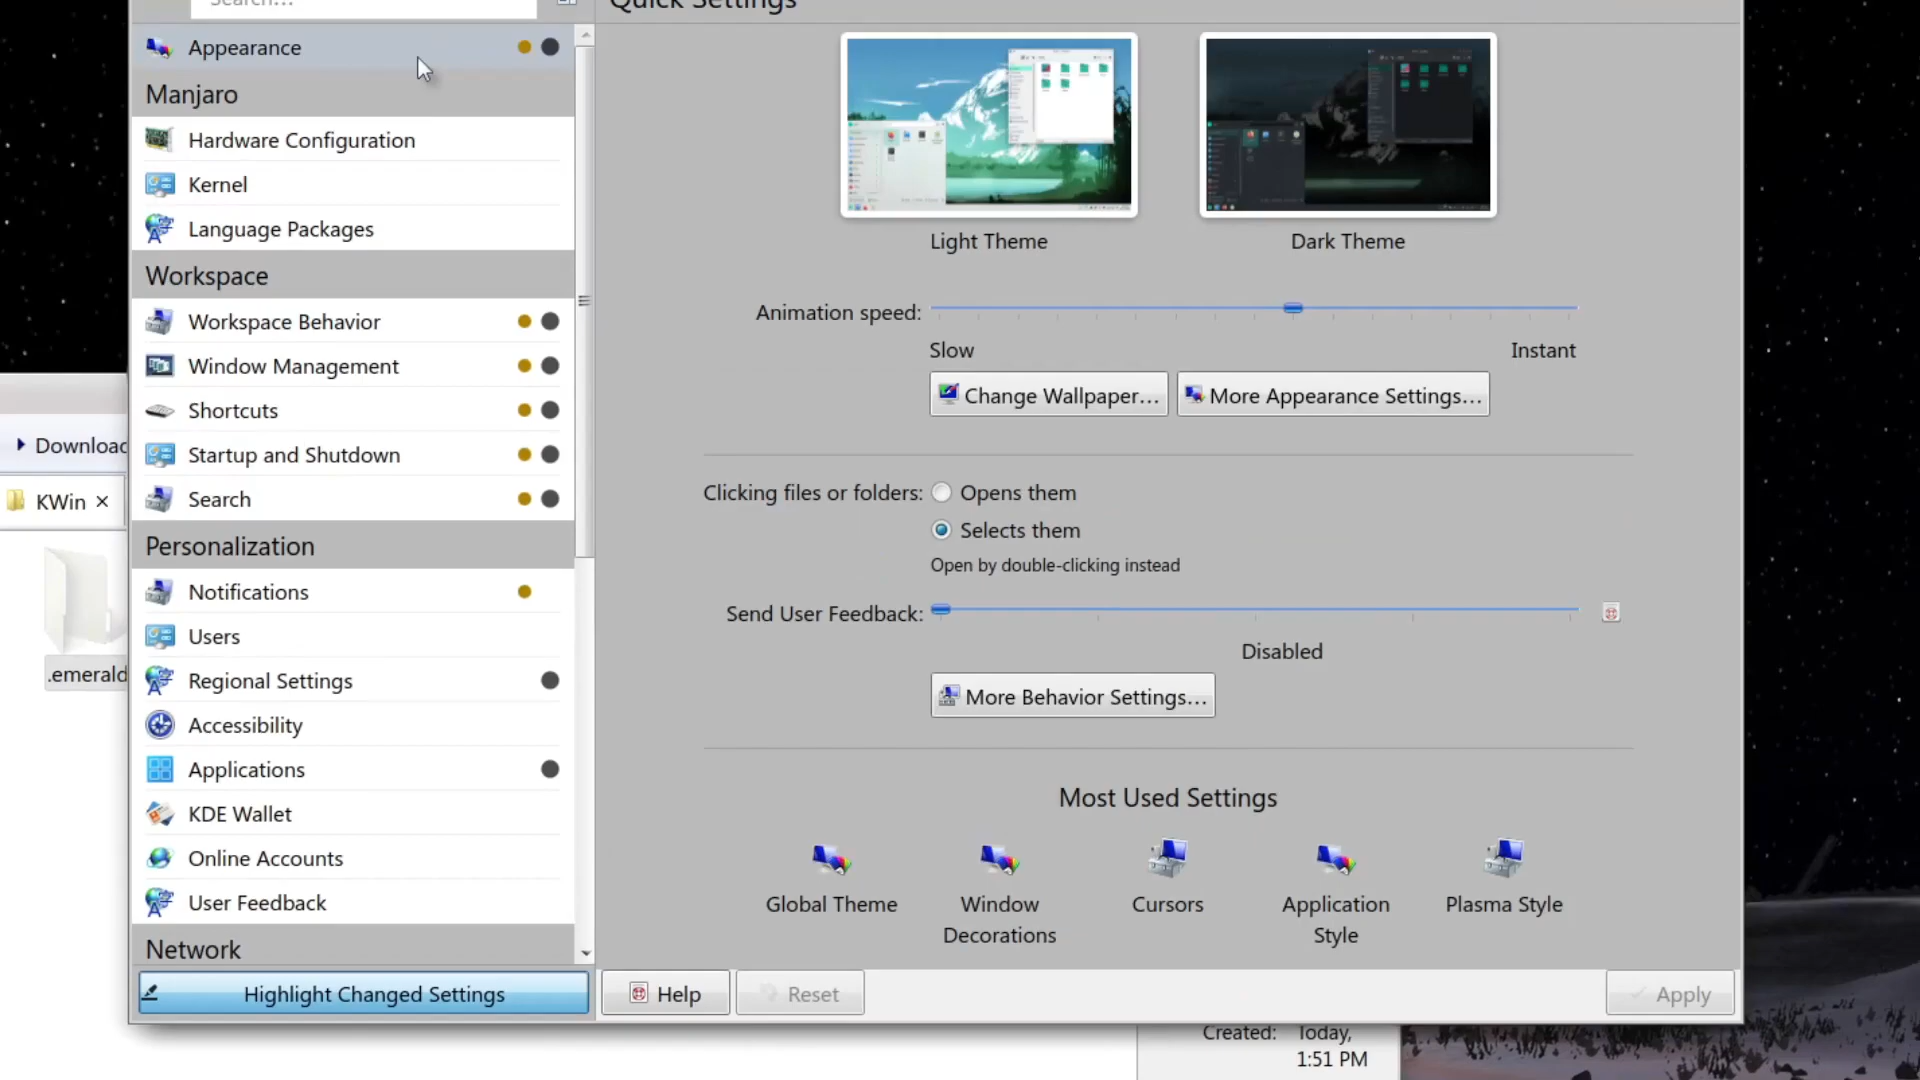 Search...
Quick Settings
Appearance
Manjaro
Hardware Configuration
Kernel
Language Packages
Workspace
Workspace Behavior
Window Management
Shortcuts
Startup and Shutdown
Search
Personalization
Notifications
Users
Regional Settings
Accessibility
Applications
KDE Wallet
Online Accounts
User Feedback
Network
Highlight Changed Settings
Light Theme
Dark Theme
Animation speed:
Slow
Instant
Change Wallpaper...
More Appearance Settings...
Clicking files or folders:
Opens them
Selects them
Open by double-clicking instead
Send User Feedback:
Disabled
More Behavior Settings...
Most Used Settings
Global Theme
Window
Decorations
Cursors
Application
Style
Plasma Style
Help
Reset
Apply
Downloac
KWin
.emerald
Created:
Today,
1:51 PM